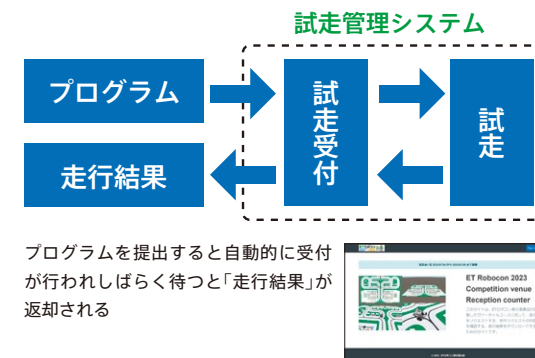 試走管理システム
プログラム
試走受付
試走
走行結果
プログラムを提出すると自動的に受付
が行われしばらく待つと「走行結果」が
返却される
ET Robocon 2023
Competition venue
Reception counter